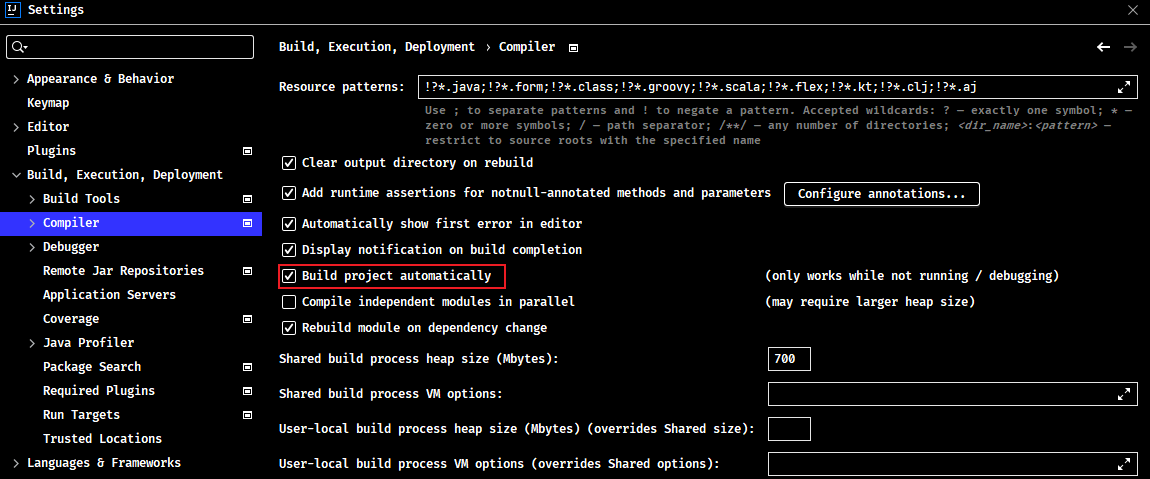 IJ Settings
Appearance & Behavior
Keymap
Editor
Plugins
Build, Execution, Deployment
Build Tools
Compiler
Debugger
Remote Jar Repositories
Application Servers
Coverage
Java Profiler
Package Search
Required Plugins
Run Targets
Trusted Locations
Languages & Frameworks
Build, Execution, Deployment › Compiler
Resource patterns: !?*.java;!?*.form;!?*.class;!?*.groovy;!?*.scala;!?*.flex;!?*.kt;!?*.clj;!?*.aj
Use ; to separate patterns and ! to negate a pattern. Accepted wildcards: ? — exactly one symbol; * —
zero or more symbols; / — path separator; /**/ — any number of directories; <dir_name>:<pattern> —
restrict to source roots with the specified name
Clear output directory on rebuild
Add runtime assertions for notnull-annotated methods and parameters Configure annotations...
Automatically show first error in editor
Display notification on build completion
Build project automatically (only works while not running / debugging)
Compile independent modules in parallel (may require larger heap size)
Rebuild module on dependency change
Shared build process heap size (Mbytes): 700
Shared build process VM options:
User-local build process heap size (Mbytes) (overrides Shared size):
User-local build process VM options (overrides Shared options):